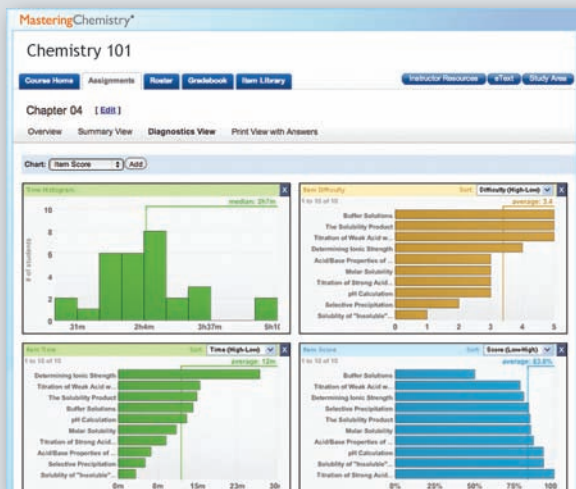 MasteringChemistry®
Chemistry 101
Course Home Assignments Roster Gradebook Item Library Instructor Resources eText Study Area
Chapter 04 [Edit]
Overview Summary View Diagnostics View Print View with Answers
Chart: Item Score Add
Time Histogram X
median: 2h7m
10
8
6
4
2
0
# of students
31m 2h4m 3h37m 5h10
Item Difficulty Sort: Difficulty (High-Low) X
1 to 10 of 10 average: 3.4
Buffer Solutions
The Solubility Product
Titration of Weak Acid w...
Determining Ionic Strength
Acid/Base Properties of ...
Molar Solubility
Titration of Strong Acid...
pH Calculation
Selective Precipitation
Solubility of "Insoluble"...
0 1 2 3 4 5
Item Time Sort: Time (High-Low) X
1 to 10 of 10 average: 12m
Determining Ionic Strength
Titration of Weak Acid w...
The Solubility Product
Buffer Solutions
pH Calculation
Molar Solubility
Titration of Strong Acid...
Acid/Base Properties of ...
Selective Precipitation
Solubility of "Insoluble"...
0m 8m 15m 23m 30
Item Score Sort: Score (Low-High) X
1 to 10 of 10 average: 83.8%
Buffer Solutions
Titration of Weak Acid w...
Determining Ionic Strength
Selective Precipitation
The Solubility Product
Molar Solubility
Acid/Base Properties of ...
pH Calculation
Solubility of "Insoluble"...
Titration of Strong Acid...
0% 25% 50% 75% 100